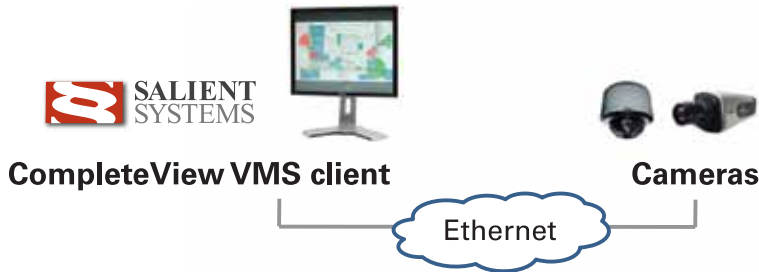 SALIENT
SYSTEMS
CompleteView VMS client
Cameras
Ethernet